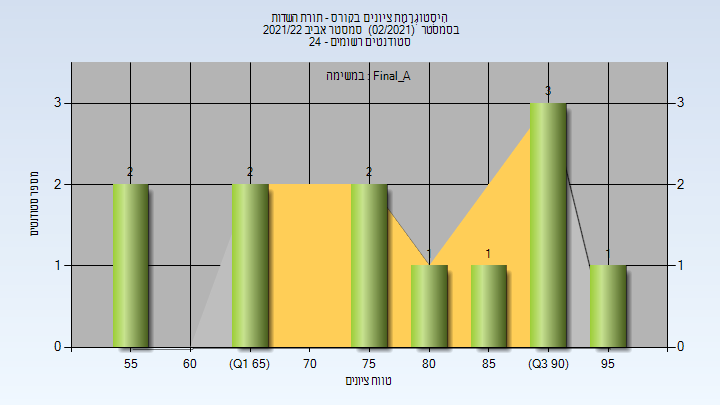 היסטוגרמת ציונים בקורס - תורת השדות
בסמסטר (02/2021) סמסטר אביב 2021/22
סטודנטים רשומים - 24
במשימה : Final_A
מספר סטודנטים
3
2
1
0
3
2
1
0
2
2
2
1
1
3
1
55
60
(Q1 65)
70
75
80
85
(Q3 90)
95
טווח ציונים